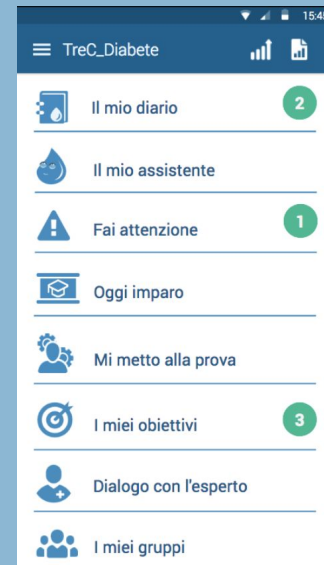 15:45
TreC_Diabete
Il mio diario
2
Il mio assistente
Fai attenzione
1
Oggi imparo
Mi metto alla prova
I miei obiettivi
3
Dialogo con l'esperto
I miei gruppi